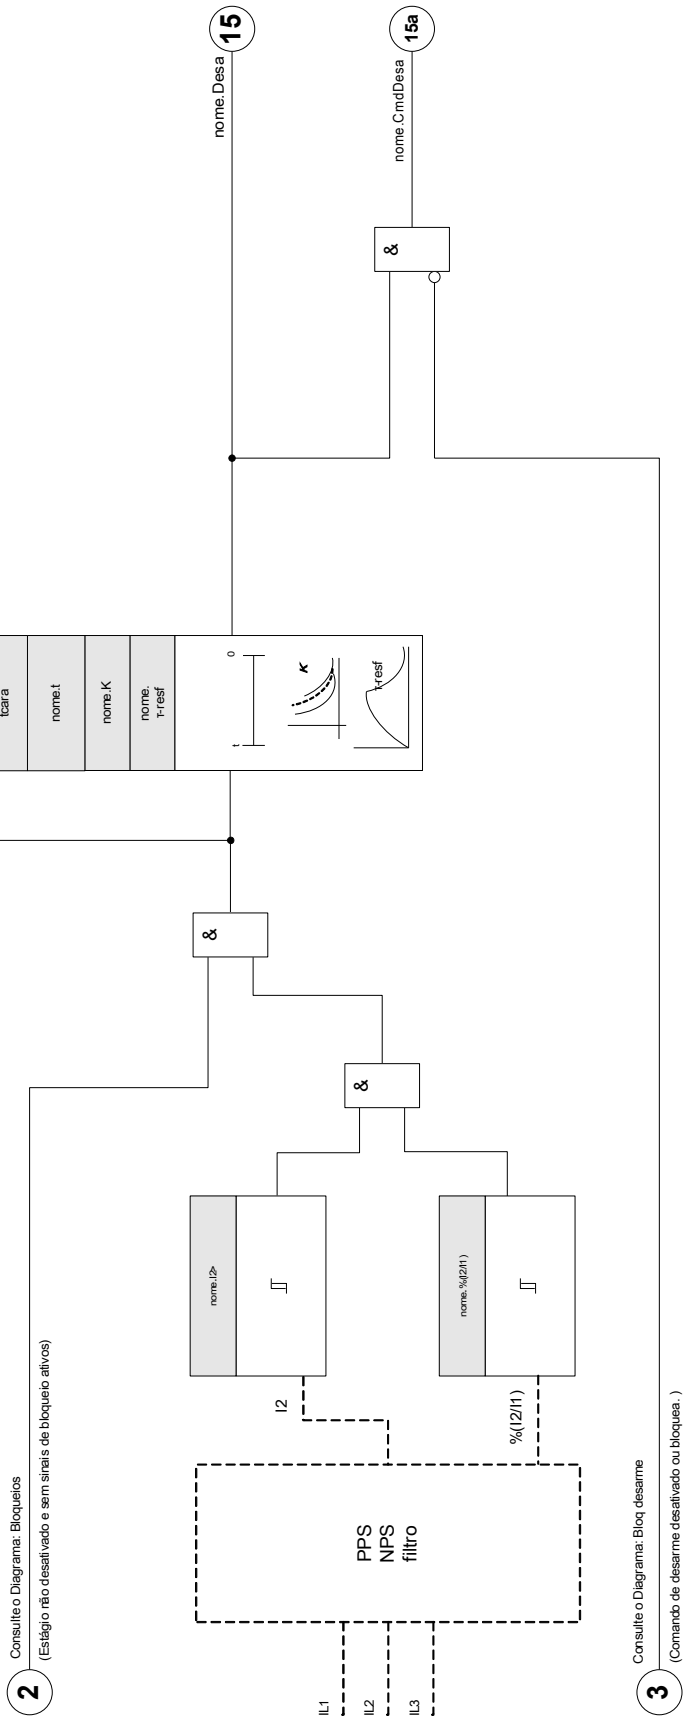 2
Consulte o Diagrama: Bloqueios
(Estágio não desativado e sem sinais de bloqueio ativos)
IL1
IL2
IL3
PPS
NPS
filtro
I2
%(I2/I1)
nome.I2>
nome.%(I2/I1)
&
&
tcara
nome.t
nome.K
nome.
τ-resf
t
0
K
τ-resf
nome.Desa
15
&
nome.CmdDesa
15a
3
Consulte o Diagrama: Bloq desarme
(Comando de desarme desativado ou bloquea. )